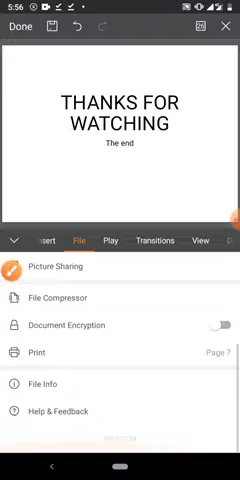 5:56
Done
26
THANKS FOR
WATCHING
The end
nsert File Play Transitions View D
Picture Sharing
File Compressor
Document Encryption
Print Page 7
File Info
Help & Feedback